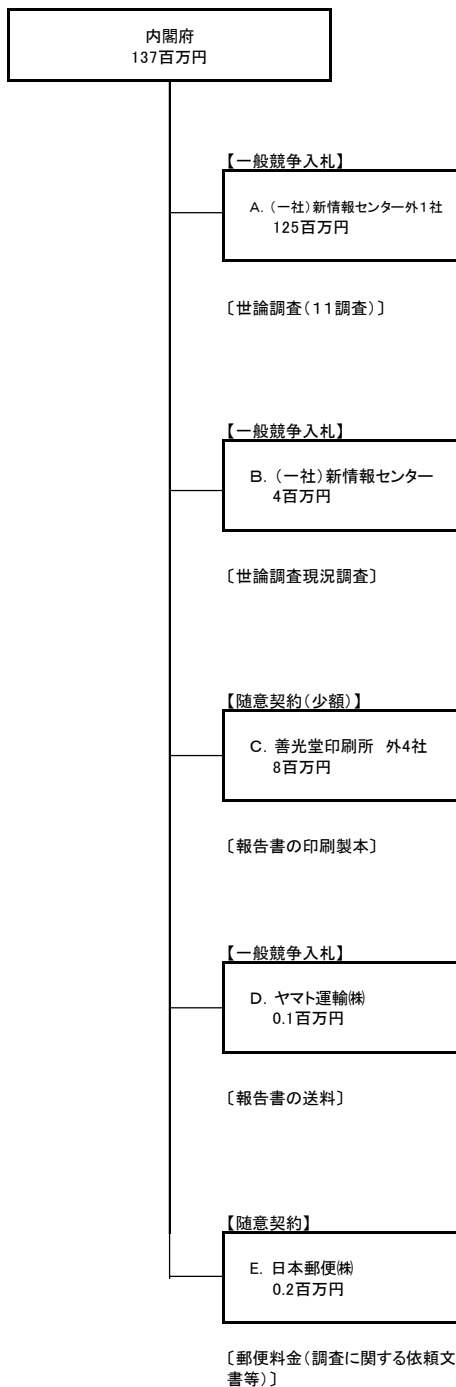 内閣府
137百万円
【一般競争入札】
A. (一社)新情報センター外1社
125百万円
〔世論調査(11調査)〕
【一般競争入札】
B. (一社)新情報センター
4百万円
〔世論調査現況調査〕
【随意契約(少額)】
C. 善光堂印刷所 外4社
8百万円
〔報告書の印刷製本〕
【一般競争入札】
D. ヤマト運輸㈱
0.1百万円
〔報告書の送料〕
【随意契約】
E. 日本郵便㈱
0.2百万円
〔郵便料金(調査に関する依頼文
書等)〕